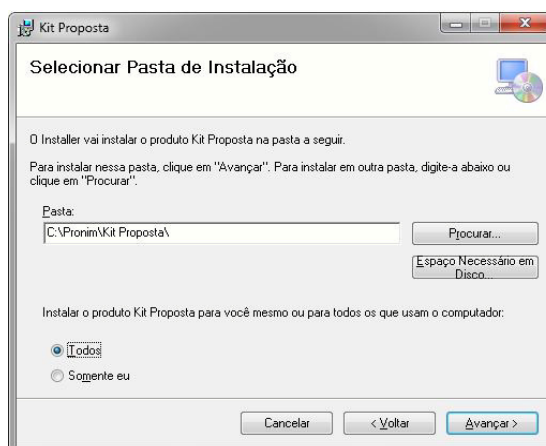 Kit Proposta
Selecionar Pasta de Instalação
O Installer vai instalar o produto Kit Proposta na pasta a seguir.
Para instalar nessa pasta, clique em "Avançar". Para instalar em outra pasta, digite-a abaixo ou
clique em "Procurar".
Pasta:
C:\Pronim\Kit Proposta\
Procurar...
Espaço Necessário em
Disco...
Instalar o produto Kit Proposta para você mesmo ou para todos os que usam o computador:
Todos
Somente eu
Cancelar
< Voltar
Avançar >